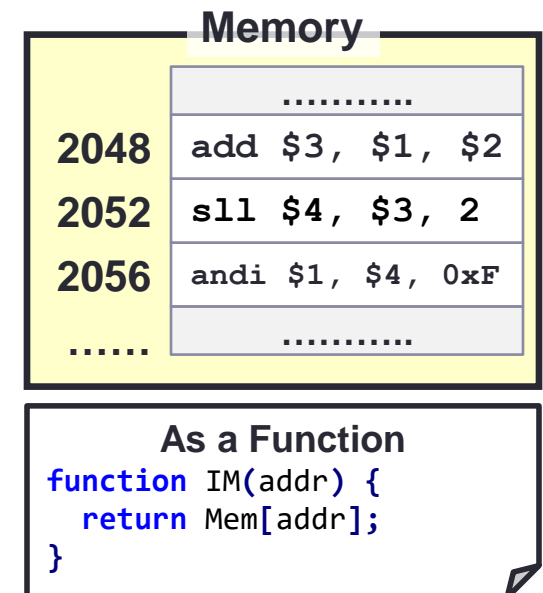 Memory
………...
2048 add $3, $1, $2
2052 sll $4, $3, 2
2056 andi $1, $4, 0xF
…… ………...
As a Function
function IM(addr) {
return Mem[addr];
}